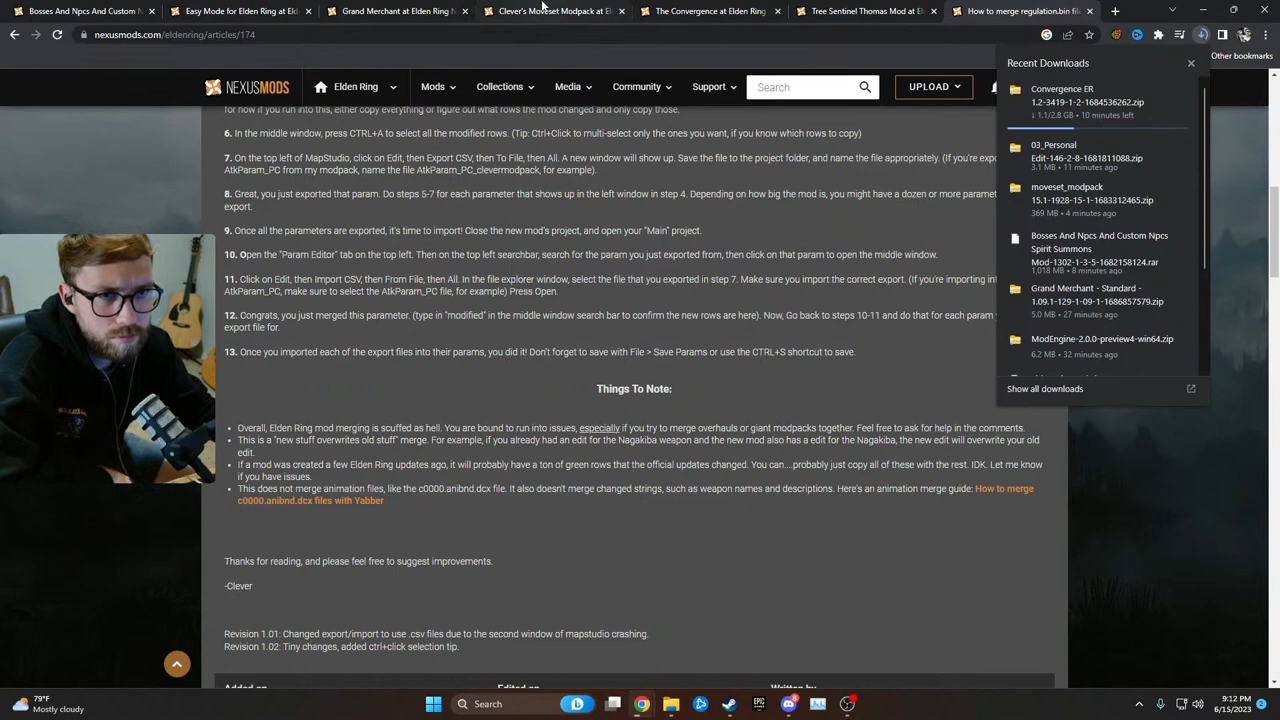 Bosses And Npcs And Custom N
Easy Mode for Elden Ring at Eld
Grand Merchant at Elden Ring N
Clever's Moveset Modpack at El
The Convergence at Elden Ring
Tree Sentinel Thomas Mod at E
How to merge regulation.bin file
nexusmods.com/eldenring/articles/174
Other bookmarks
NEXUSMODS
Elden Ring
Mods
Collections
Media
Community
Support
Search
UPLOAD
for now if you run into this, either copy everything or figure out what rows the mod changed and only copy those.
6. In the middle window, press CTRL+A to select all the modified rows. (Tip: Ctrl+Click to multi-select only the ones you want, if you know which rows to copy)
7. On the top left of MapStudio, click on Edit, then Export CSV, then To File, then All. A new window will show up. Save the file to the project folder, and name the file appropriately. (If you're expo
AtkParam_PC from my modpack, name the file AtkParam_PC_clevermodpack, for example).
8. Great, you just exported that param. Do steps 5-7 for each parameter that shows up in the left window in step 4. Depending on how big the mod is, you might have a dozen or more paramete
export.
9. Once all the parameters are exported, it's time to import! Close the new mod's project, and open your "Main" project.
10. Open the "Param Editor" tab on the top left. Then on the top left searchbar, search for the param you just exported from, then click on that param to open the middle window.
11. Click on Edit, then Import CSV, then From File, then All. In the file explorer window, select the file that you exported in step 7. Make sure you import the correct export. (If you're importing into
AtkParam_PC, make sure to select the AtkParam_PC file, for example) Press Open.
12. Congrats, you just merged this parameter. (type in "modified" in the middle window search bar to confirm the new rows are here). Now, Go back to steps 10-11 and do that for each param y
export file for.
13. Once you imported each of the export files into their params, you did it! Don't forget to save with File > Save Params or use the CTRL+S shortcut to save.
Things To Note:
Overall, Elden Ring mod merging is scuffed as hell. You are bound to run into issues, especially if you try to merge overhauls or giant modpacks together. Feel free to ask for help in the comments.
This is a "new stuff overwrites old stuff" merge. For example, if you already had an edit for the Nagakiba weapon and the new mod also has a edit for the Nagakiba, the new edit will overwrite your old
edit.
If a mod was created a few Elden Ring updates ago, it will probably have a ton of green rows that the official updates changed. You can....probably just copy all of these with the rest. IDK. Let me know
if you have issues.
This does not merge animation files, like the c0000.anibnd.dcx file. It also doesn't merge changed strings, such as weapon names and descriptions. Here's an animation merge guide: How to merge
c0000.anibnd.dcx files with Yabber
Thanks for reading, and please feel free to suggest improvements.
-Clever
Revision 1.01: Changed export/import to use .csv files due to the second window of mapstudio crashing.
Revision 1.02: Tiny changes, added ctrl+click selection tip.
Added on
Edited on
Written by
Recent Downloads
Convergence ER
1.2-3419-1-2-1684536262.zip
↓ 1.1/2.8 GB • 10 minutes left
03_Personal
Edit-146-2-8-1681811088.zip
3.1 MB • 11 minutes ago
moveset_modpack
15.1-1928-15-1-1683312465.zip
369 MB • 4 minutes ago
Bosses And Npcs And Custom Npcs
Spirit Summons
Mod-1302-1-3-5-1682158124.rar
1,018 MB • 8 minutes ago
Grand Merchant - Standard -
1.09.1-129-1-09-1-1686857579.zip
5.0 MB • 27 minutes ago
ModEngine-2.0.0-preview4-win64.zip
6.2 MB • 32 minutes ago
Show all downloads
79°F
Mostly cloudy
Search
EPIC
9:12 PM
6/15/2023